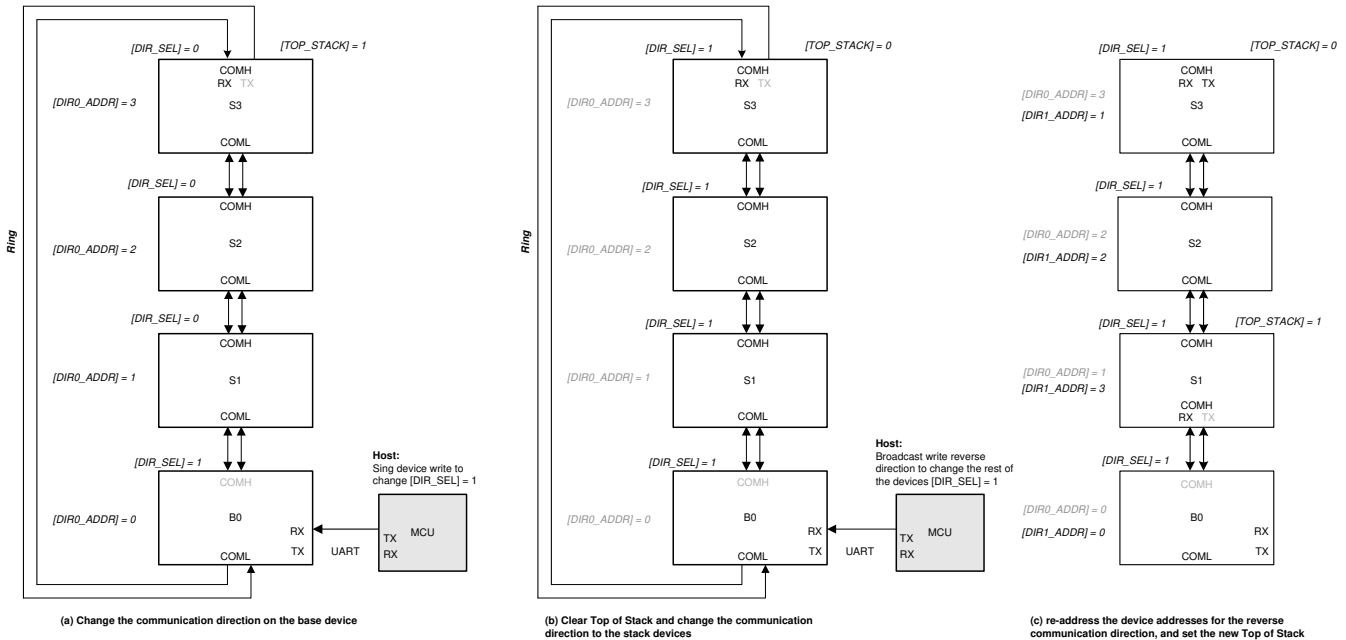 [DIR_SEL] = 0
[TOP_STACK] = 1
COMH
RX TX
[DIR0_ADDR] = 3
S3
COML
[DIR_SEL] = 0
COMH
Ring
[DIR0_ADDR] = 2
S2
COML
[DIR_SEL] = 0
COMH
[DIR0_ADDR] = 1
S1
COML
[DIR_SEL] = 1
COMH
[DIR0_ADDR] = 0
B0
RX
TX
COML
Host:
Sing device write to
change [DIR_SEL] = 1
MCU
TX
RX
UART
(a) Change the communication direction on the base device
[DIR_SEL] = 1
[TOP_STACK] = 0
COMH
RX TX
[DIR0_ADDR] = 3
S3
COML
[DIR_SEL] = 1
COMH
Ring
[DIR0_ADDR] = 2
S2
COML
[DIR_SEL] = 1
COMH
[DIR0_ADDR] = 1
S1
COML
[DIR_SEL] = 1
COMH
[DIR0_ADDR] = 0
B0
RX
TX
COML
Host:
Broadcast write reverse
direction to change the rest of
the devices [DIR_SEL] = 1
MCU
TX
RX
UART
(b) Clear Top of Stack and change the communication
direction to the stack devices
[DIR_SEL] = 1
[TOP_STACK] = 0
COMH
RX TX
[DIR0_ADDR] = 3
[DIR1_ADDR] = 1
S3
COML
[DIR_SEL] = 1
COMH
[DIR0_ADDR] = 2
[DIR1_ADDR] = 2
S2
COML
[DIR_SEL] = 1
[TOP_STACK] = 1
COMH
[DIR0_ADDR] = 1
[DIR1_ADDR] = 3
S1
COMH
RX TX
[DIR_SEL] = 1
COMH
[DIR0_ADDR] = 0
[DIR1_ADDR] = 0
B0
RX
TX
COML
(c) re-address the device addresses for the reverse
communication direction, and set the new Top of Stack